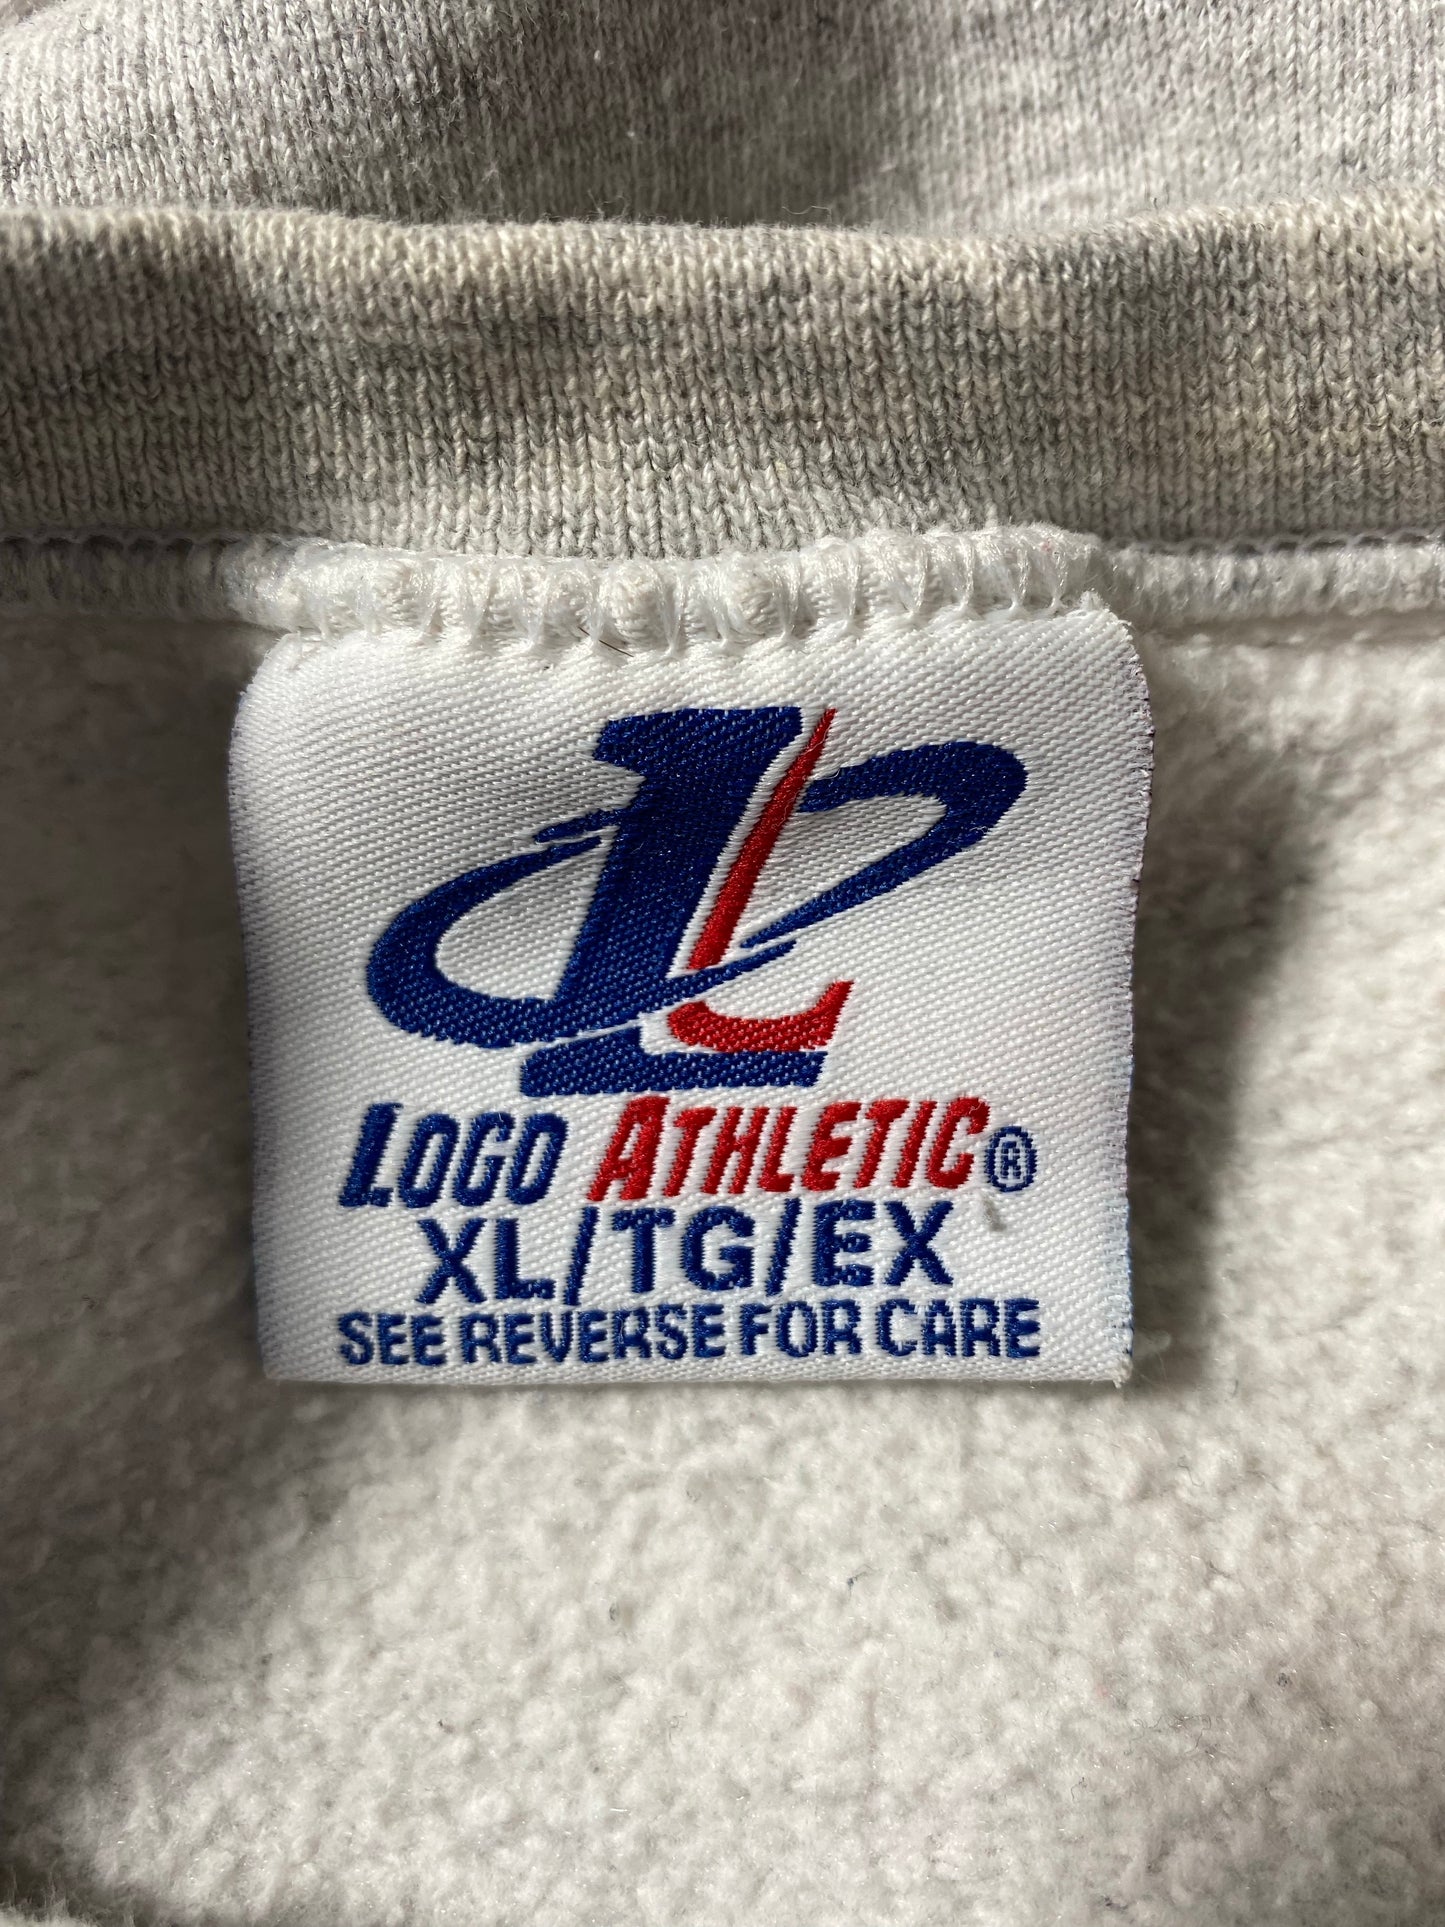 L
LOGO ATHLETIC®
XL/TG/EX
SEE REVERSE FOR CARE